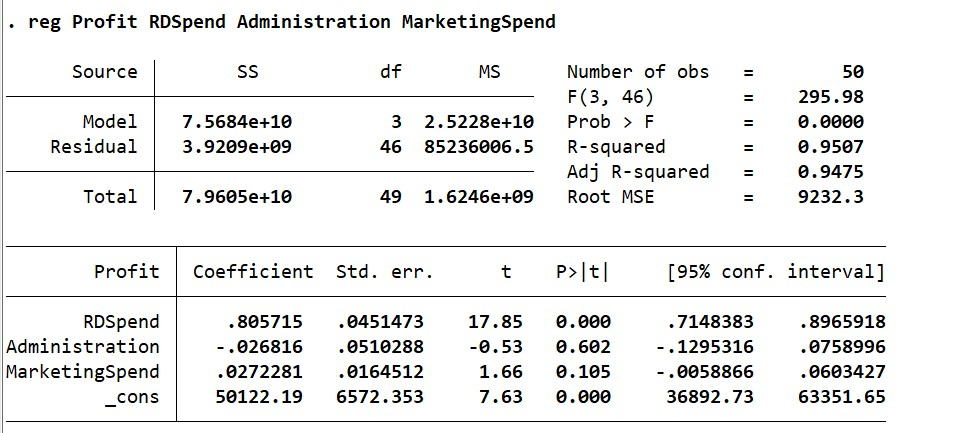 . reg Profit RDSpend Administration MarketingSpend
Source SS df MS Number of obs = 50
F(3, 46) = 295.98
Model 7.5684e+10 3 2.5228e+10 Prob > F = 0.0000
Residual 3.9209e+09 46 85236006.5 R-squared = 0.9507
Adj R-squared = 0.9475
Total 7.9605e+10 49 1.6246e+09 Root MSE = 9232.3
Profit Coefficient Std. err. t P>|t| [95% conf. interval]
RDSpend .805715 .0451473 17.85 0.000 .7148383 .8965918
Administration -.026816 .0510288 -0.53 0.602 -.1295316 .0758996
MarketingSpend .0272281 .0164512 1.66 0.105 -.0058866 .0603427
_cons 50122.19 6572.353 7.63 0.000 36892.73 63351.65